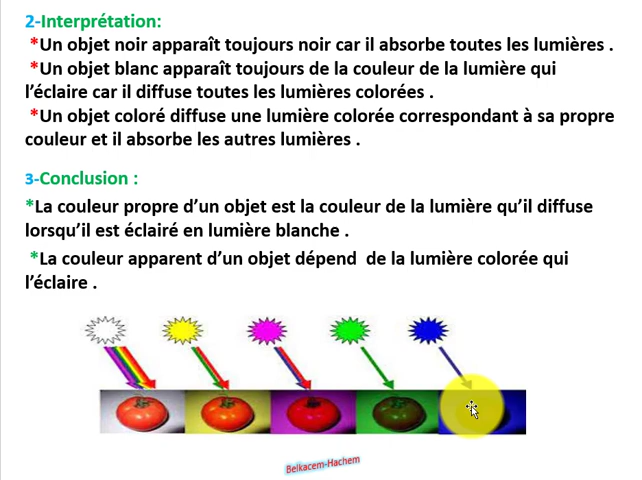 2-Interprétation:
*Un objet noir apparaît toujours noir car il absorbe toutes les lumières .
*Un objet blanc apparaît toujours de la couleur de la lumière qui
l’éclaire car il diffuse toutes les lumières colorées .
*Un objet coloré diffuse une lumière colorée correspondant à sa propre
couleur et il absorbe les autres lumières .
3-Conclusion :
*La couleur propre d’un objet est la couleur de la lumière qu’il diffuse
lorsqu’il est éclairé en lumière blanche .
*La couleur apparent d’un objet dépend de la lumière colorée qui
l’éclaire .
Belkacem-Hachem